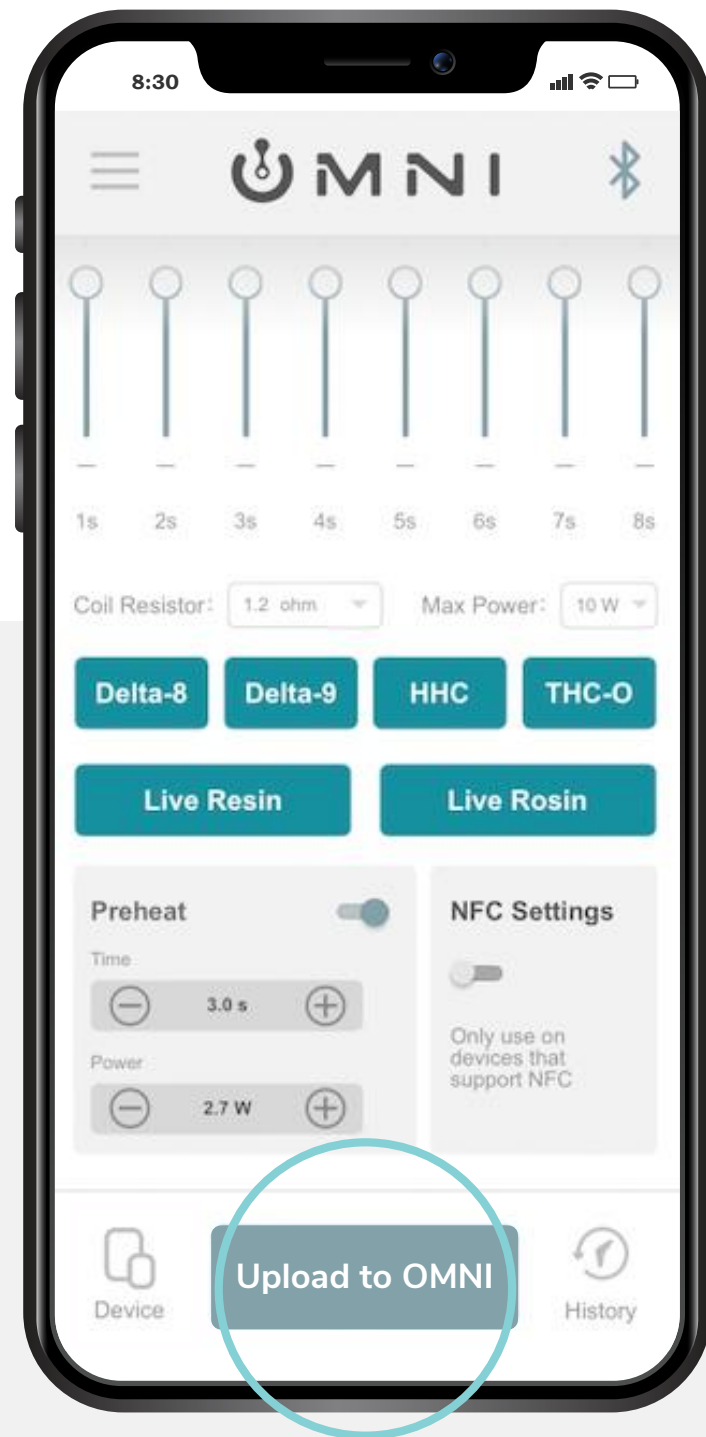 8:30
OMNI
1s 2s 3s 4s 5s 6s 7s 8s
Coil Resistor: 1.2 ohm Max Power: 10 W
Delta-8 Delta-9 HHC THC-O
Live Resin Live Rosin
Preheat
Time
3.0 s
Power
2.7 W
NFC Settings
Only use on
devices that
support NFC
Device
Upload to OMNI
History